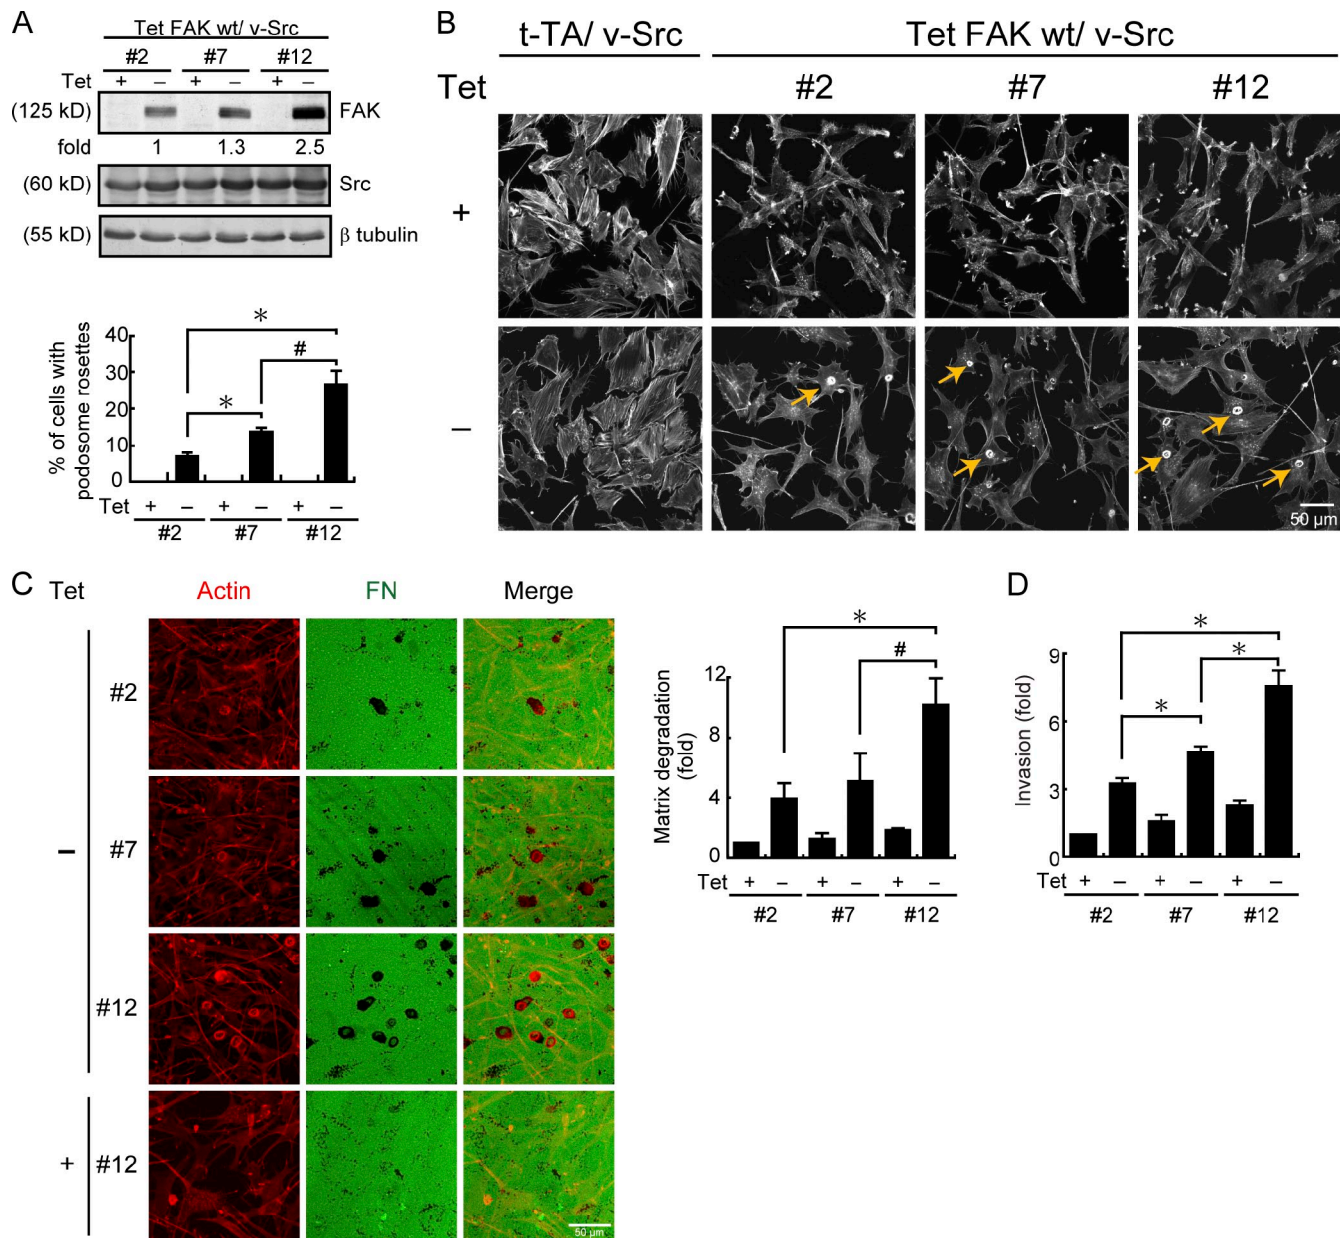 A
Tet FAK wt/ v-Src
#2 #7 #12
Tet + – + – + –
(125 kD) FAK
fold 1 1.3 2.5
(60 kD) Src
(55 kD) β tubulin
% of cells with
podosome rosettes
40
30
20
10
0
* # *
Tet + – + – + –
#2 #7 #12
B
t-TA/ v-Src Tet FAK wt/ v-Src
Tet #2 #7 #12
+
–
50 µm
C
Tet Actin FN Merge
#2
– #7
#12
+ #12
50 µm
Matrix degradation
(fold)
12
8
4
0
* #
Tet + – + – + –
#2 #7 #12
D
Invasion (fold)
9
6
3
0
* * *
Tet + – + – + –
#2 #7 #12